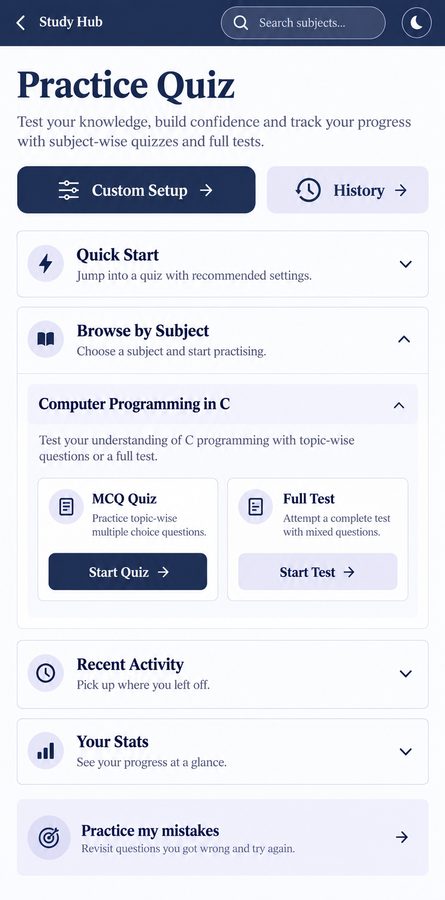 Study Hub
Search subjects...
Practice Quiz
Test your knowledge, build confidence and track your progress
with subject-wise quizzes and full tests.
Custom Setup
History
Quick Start
Jump into a quiz with recommended settings.
Browse by Subject
Choose a subject and start practising.
Computer Programming in C
Test your understanding of C programming with topic-wise
questions or a full test.
MCQ Quiz
Practice topic-wise
multiple choice questions.
Start Quiz
Full Test
Attempt a complete test
with mixed questions.
Start Test
Recent Activity
Pick up where you left off.
Your Stats
See your progress at a glance.
Practice my mistakes
Revisit questions you got wrong and try again.